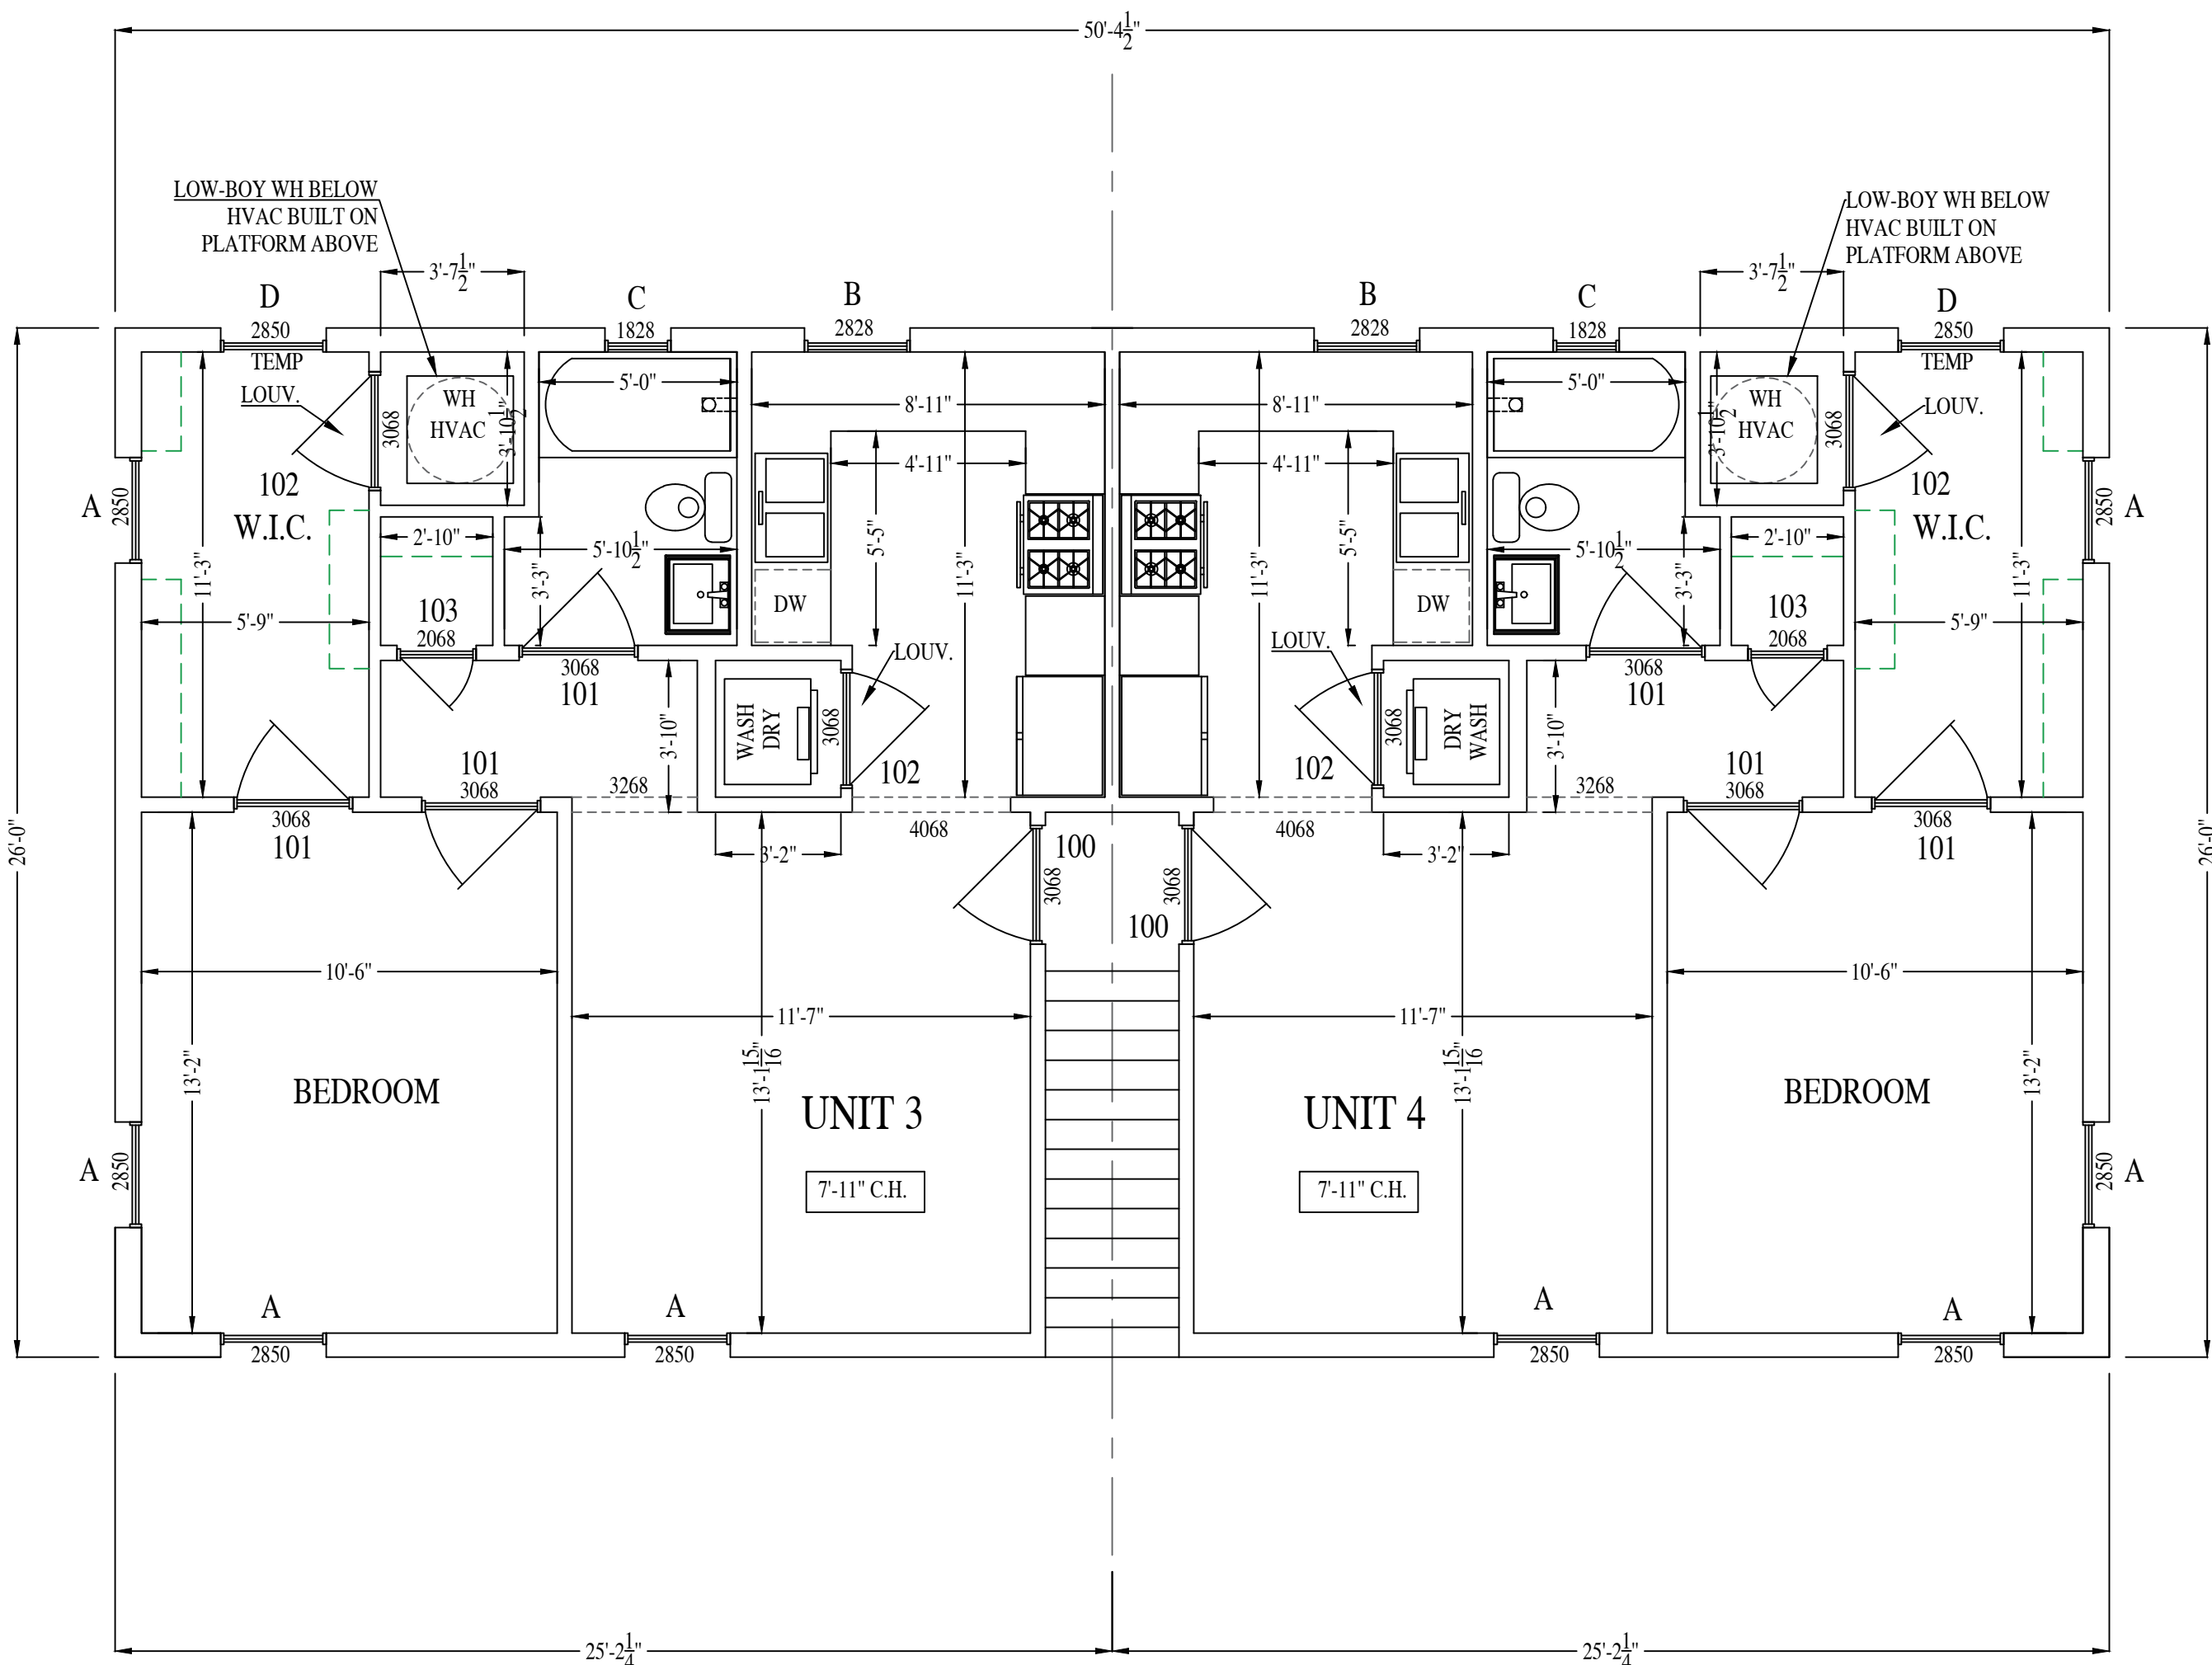 50'-4 1/2"
LOW-BOY WH BELOW
HVAC BUILT ON
PLATFORM ABOVE
LOW-BOY WH BELOW
HVAC BUILT ON
PLATFORM ABOVE
3'-7 1/2"
3'-7 1/2"
D
C
B
B
C
D
2850
1828
2828
2828
1828
2850
TEMP
TEMP
LOUV.
LOUV.
3068
WH
HVAC
3'-10 1/2"
5'-0"
8'-11"
8'-11"
5'-0"
3'-10 1/2"
WH
HVAC
3068
4'-11"
4'-11"
102
W.I.C.
102
W.I.C.
A
2850
2850
A
2'-10"
5'-10 1/2"
5'-5"
5'-5"
5'-10 1/2"
2'-10"
11'-3"
3'-3"
11'-3"
11'-3"
3'-3"
11'-3"
DW
DW
5'-9"
103
2068
103
2068
5'-9"
LOUV.
LOUV.
3068
101
3068
101
3'-10"
WASH
DRY
3068
3068
DRY
WASH
3'-10"
101
3068
3268
102
102
3268
101
3068
3068
101
4068
4068
3068
101
3'-2"
3'-2"
100
3068
3068
100
26'-0"
26'-0"
10'-6"
10'-6"
11'-7"
11'-7"
13'-2"
13'-1 15/16"
13'-1 15/16"
13'-2"
BEDROOM
UNIT 3
UNIT 4
BEDROOM
A
2850
7'-11" C.H.
7'-11" C.H.
2850
A
A
A
A
A
2850
2850
2850
2850
25'-2 1/4"
25'-2 1/4"